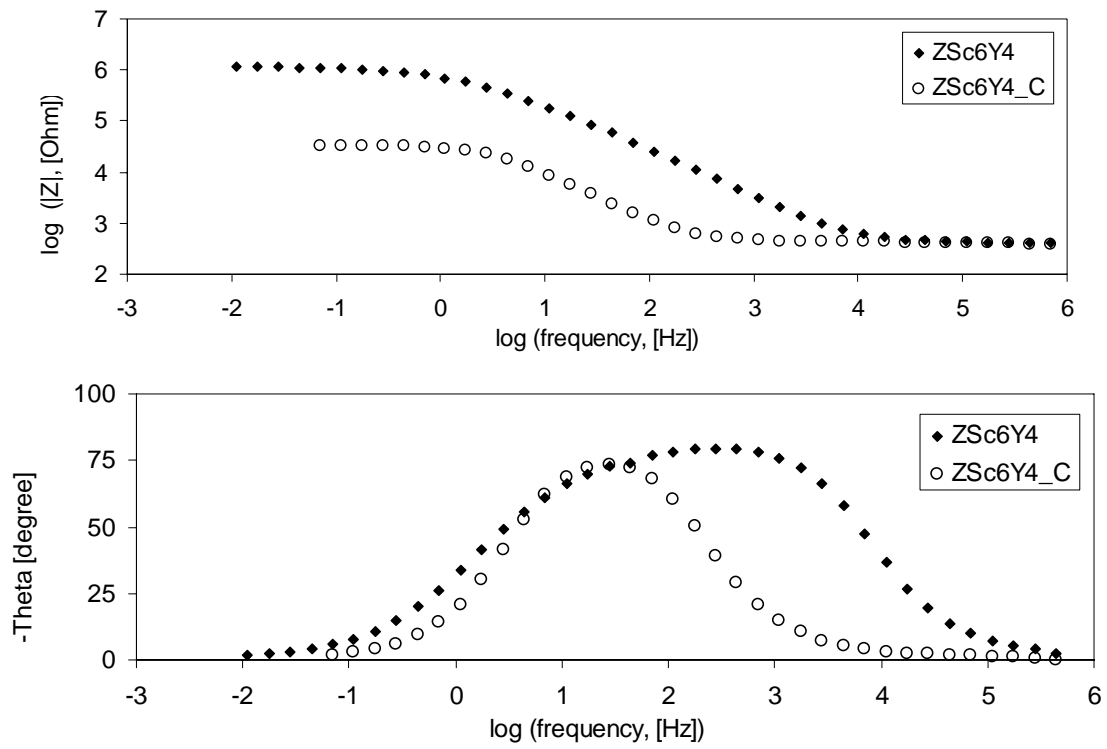 7
6
5
4
3
2
log (|Z|, [Ohm])
-3 -2 -1 0 1 2 3 4 5 6
log (frequency, [Hz])
ZSc6Y4
ZSc6Y4_C
100
75
50
25
0
-Theta [degree]
-3 -2 -1 0 1 2 3 4 5 6
log (frequency, [Hz])
ZSc6Y4
ZSc6Y4_C